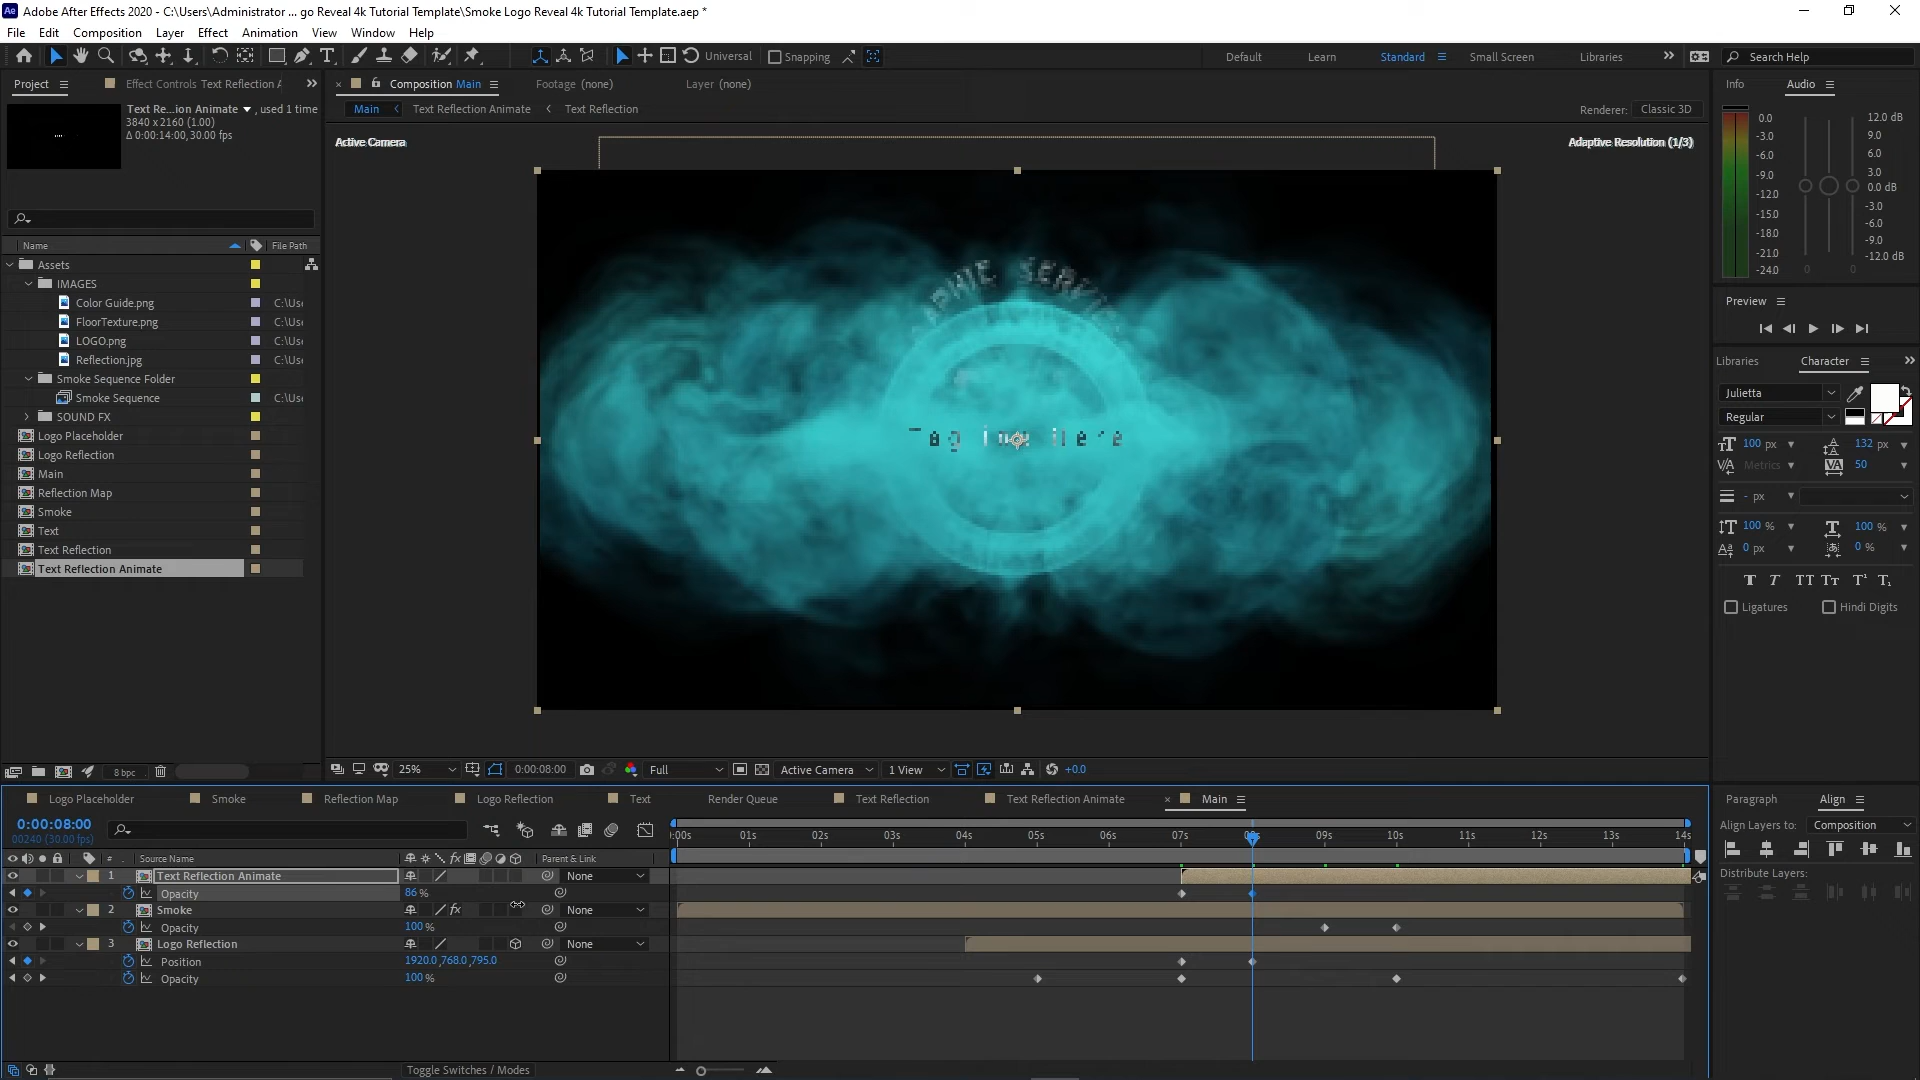 Adobe After Effects 2020 - C:\Users\Administrator ... go Reveal 4k Tutorial Template\Smoke Logo Reveal 4k Tutorial Template.aep *
File Edit Composition Layer Effect Animation View Window Help
Universal Snapping Default Learn Standard Small Screen Libraries Search Help
Project Effect Controls Text Reflection A
Composition Main Footage (none) Layer (none)
Info Audio
Text Re...ion Animate , used 1 time
3840 x 2160 (1.00)
Δ 0:00:14:00, 30.00 fps
Main Text Reflection Animate Text Reflection
Renderer: Classic 3D
Active Camera
Adaptive Resolution (1/3)
0.0
-3.0
-6.0
-9.0
-12.0
-15.0
-18.0
-21.0
-24.0
12.0 dB
9.0
6.0
3.0
0.0 dB
-3.0
-6.0
-9.0
-12.0 dB
0 0
Name File Path
Assets
IMAGES
Color Guide.png C:\Use
FloorTexture.png C:\Use
LOGO.png C:\Use
Reflection.jpg C:\Use
Smoke Sequence Folder
Smoke Sequence C:\Use
SOUND FX
Logo Placeholder
Logo Reflection
Main
Reflection Map
Smoke
Text
Text Reflection
Text Reflection Animate
8 bpc
Preview
Libraries Character
Julietta
Regular
100 px 132 px
Metrics 50
- px
100 % 100 %
0 px 0 %
T T TT Tт T¹ T₁
Ligatures Hindi Digits
25% 0:00:08:00 Full Active Camera 1 View +0.0
Logo Placeholder Smoke Reflection Map Logo Reflection Text Render Queue Text Reflection Text Reflection Animate Main
0:00:08:00
00240 (30.00 fps)
# Source Name Parent & Link
:00s 01s 02s 03s 04s 05s 06s 07s 09s 10s 11s 12s 13s 14s
1 Text Reflection Animate None
Opacity 86 %
2 Smoke fx None
Opacity 100 %
3 Logo Reflection None
Position 1920.0,768.0,795.0
Opacity 100 %
Toggle Switches / Modes
Paragraph Align
Align Layers to: Composition
Distribute Layers: